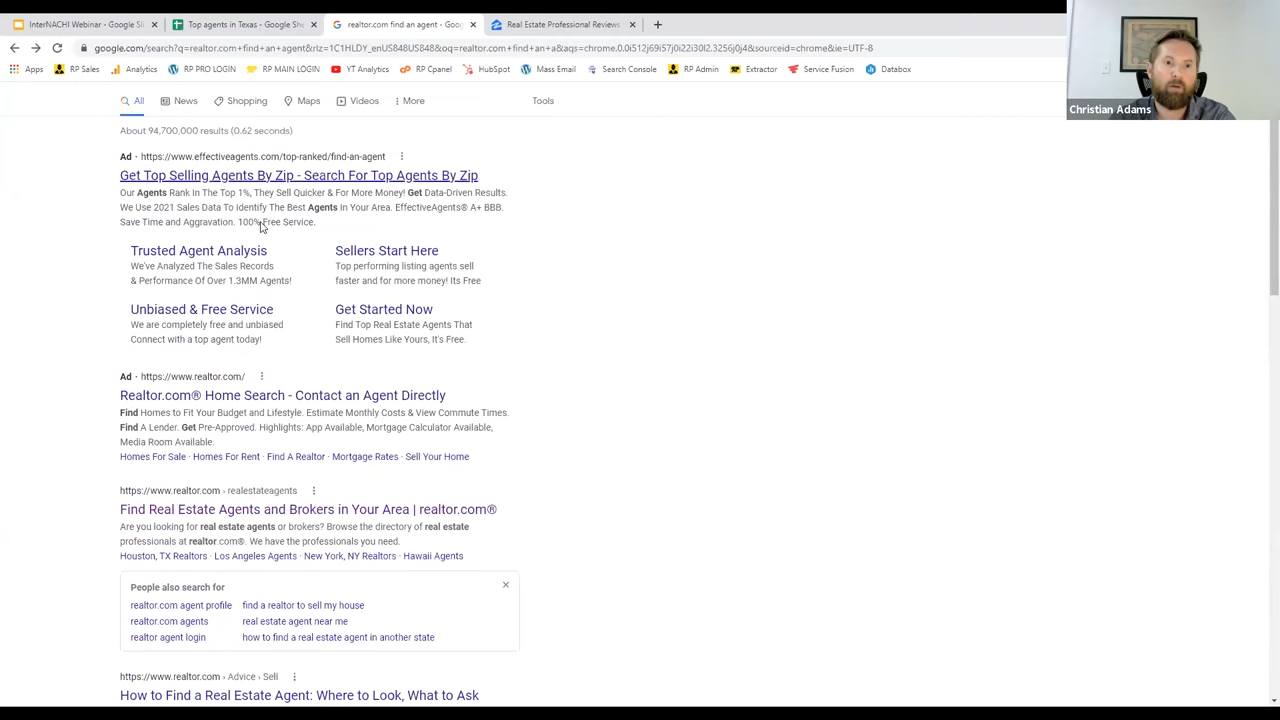 InterNACHI Webinar - Google Sli
Top agents in Texas - Google She
realtor.com find an agent - Goog
Real Estate Professional Reviews
google.com/search?q=realtor.com+find+an+agent&rlz=1C1HLDY_enUS848US848&oq=realtor.com+find+an+a&aqs=chrome.0.0i512j69i57j0i22i30l2.3256j0j4&sourceid=chrome&ie=UTF-8
Apps RP Sales Analytics RP PRO LOGIN RP MAIN LOGIN YT Analytics RP Cpanel HubSpot Mass Email Search Console RP Admin Extractor Service Fusion Databox
Christian Adams
All News Shopping Maps Videos More Tools
About 94,700,000 results (0.62 seconds)
Ad · https://www.effectiveagents.com/top-ranked/find-an-agent
Get Top Selling Agents By Zip - Search For Top Agents By Zip
Our Agents Rank In The Top 1%, They Sell Quicker & For More Money! Get Data-Driven Results.
We Use 2021 Sales Data To Identify The Best Agents In Your Area. EffectiveAgents® A+ BBB.
Save Time and Aggravation. 100% Free Service.
Trusted Agent Analysis
We've Analyzed The Sales Records
& Performance Of Over 1.3MM Agents!
Sellers Start Here
Top performing listing agents sell
faster and for more money! Its Free
Unbiased & Free Service
We are completely free and unbiased
Connect with a top agent today!
Get Started Now
Find Top Real Estate Agents That
Sell Homes Like Yours, It's Free.
Ad · https://www.realtor.com/
Realtor.com® Home Search - Contact an Agent Directly
Find Homes to Fit Your Budget and Lifestyle. Estimate Monthly Costs & View Commute Times.
Find A Lender. Get Pre-Approved. Highlights: App Available, Mortgage Calculator Available,
Media Room Available.
Homes For Sale · Homes For Rent · Find A Realtor · Mortgage Rates · Sell Your Home
https://www.realtor.com › realestateagents
Find Real Estate Agents and Brokers in Your Area | realtor.com®
Are you looking for real estate agents or brokers? Browse the directory of real estate
professionals at realtor.com®. We have the professionals you need.
Houston, TX Realtors · Los Angeles Agents · New York, NY Realtors · Hawaii Agents
People also search for
realtor.com agent profile find a realtor to sell my house
realtor.com agents real estate agent near me
realtor agent login how to find a real estate agent in another state
https://www.realtor.com › Advice › Sell
How to Find a Real Estate Agent: Where to Look, What to Ask